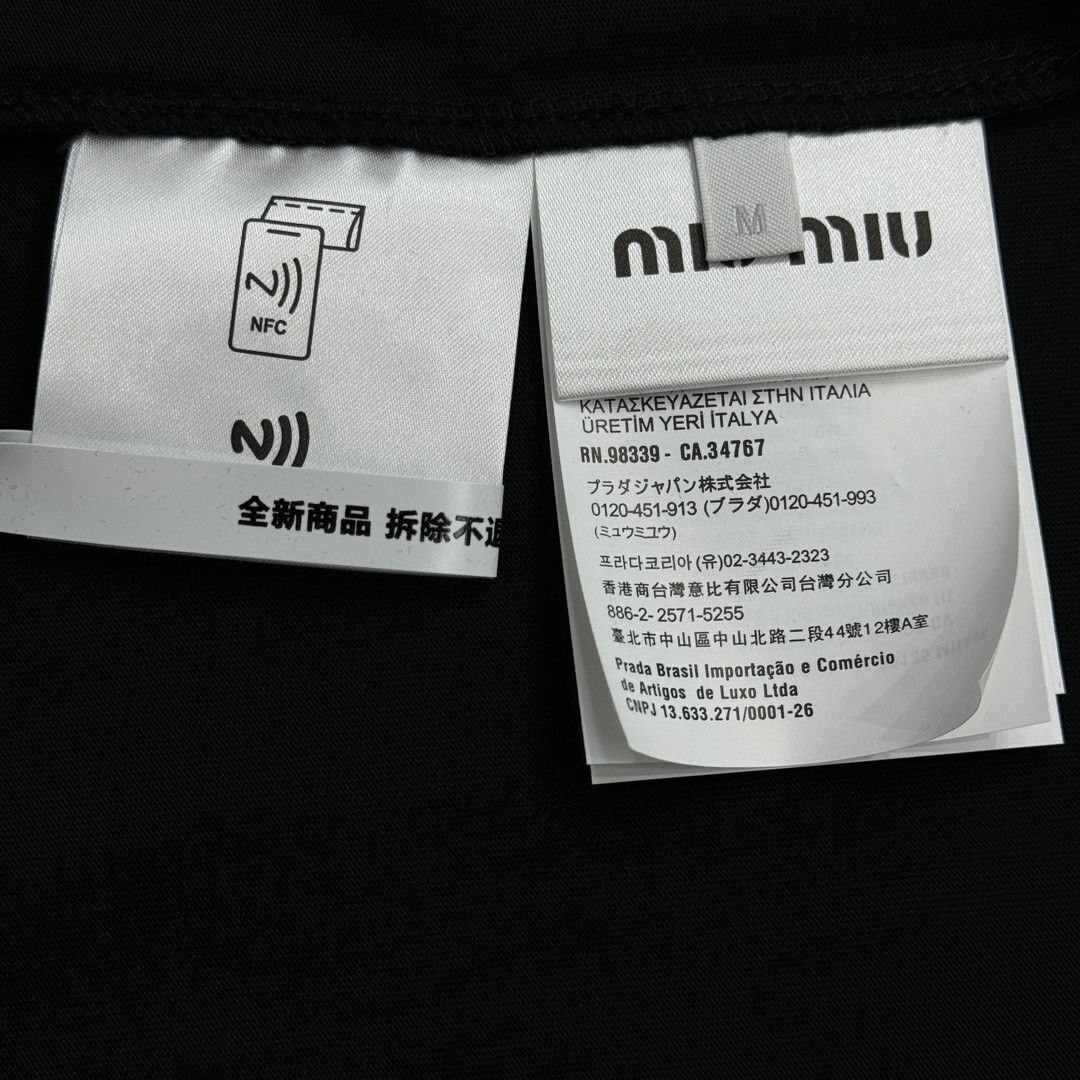 NFC
全新商品 拆除不退
M
miu miu
ΚΑΤΑΣΚΕΥΑΖΕΤΑΙ ΣΤΗΝ ΙΤΑΛΙΑ
ÜRETİM YERİ İTALYA
RN.98339 - CA.34767
プラダジャパン株式会社
0120-451-913 (プラダ)0120-451-993
(ミュウミュウ)
프라다코리아 (유)02-3443-2323
香港商台灣意比有限公司台灣分公司
886-2- 2571-5255
臺北市中山區中山北路二段44號12樓A室
Prada Brasil Importação e Comércio
de Artigos de Luxo Ltda
CNPJ 13.633.271/0001-26